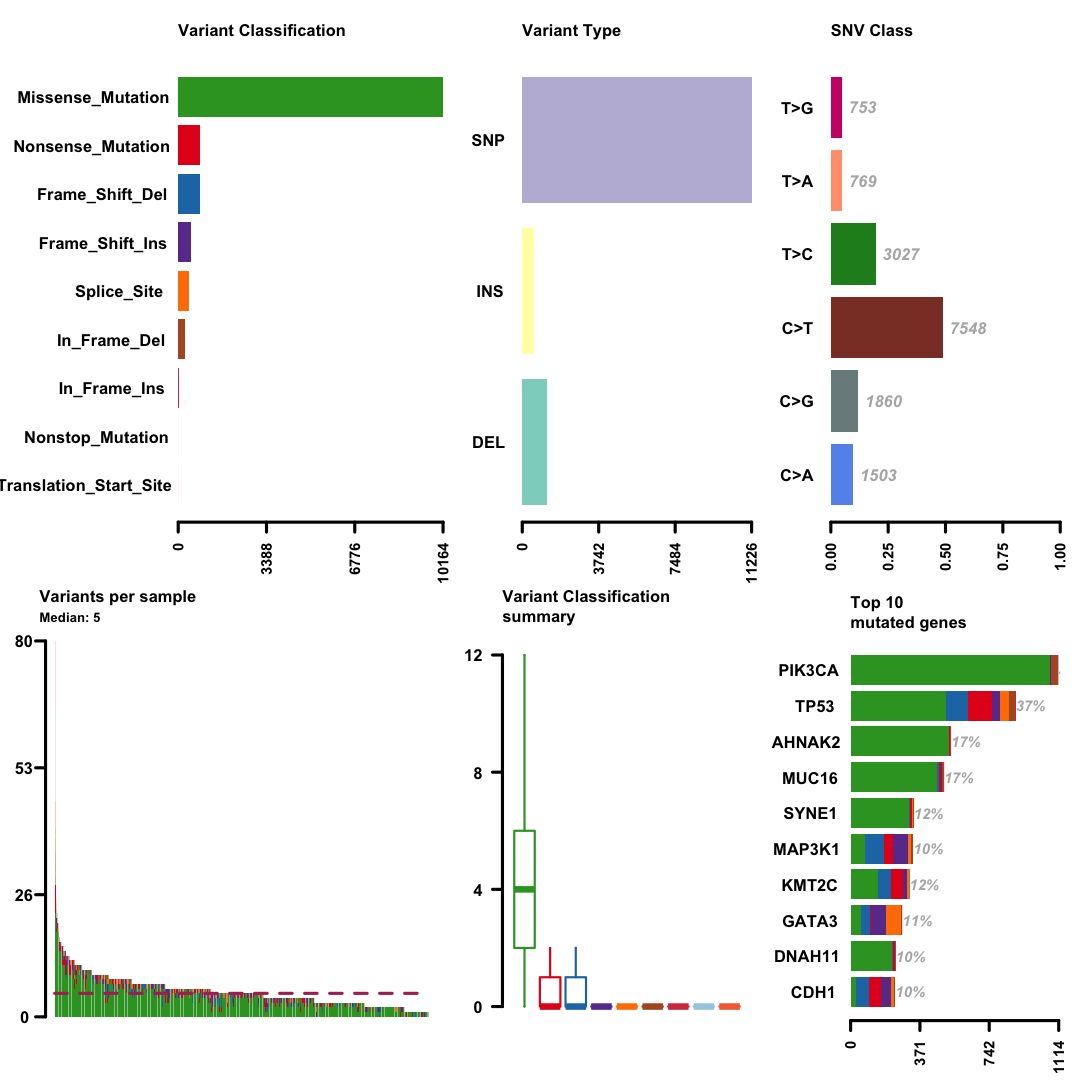 Variant Classification
Missense_Mutation
Nonsense_Mutation
Frame_Shift_Del
Frame_Shift_Ins
Splice_Site
In_Frame_Del
In_Frame_Ins
Nonstop_Mutation
Translation_Start_Site
0
3388
6776
10164
Variant Type
SNP
INS
DEL
0
3742
7484
11226
SNV Class
T>G
753
T>A
769
T>C
3027
C>T
7548
C>G
1860
C>A
1503
0.00
0.25
0.50
0.75
1.00
Variants per sample
Median: 5
80
53
26
0
Variant Classification
summary
12
8
4
0
Top 10
mutated genes
PIK3CA
TP53
37%
AHNAK2
17%
MUC16
17%
SYNE1
12%
MAP3K1
10%
KMT2C
12%
GATA3
11%
DNAH11
10%
CDH1
10%
0
371
742
1114